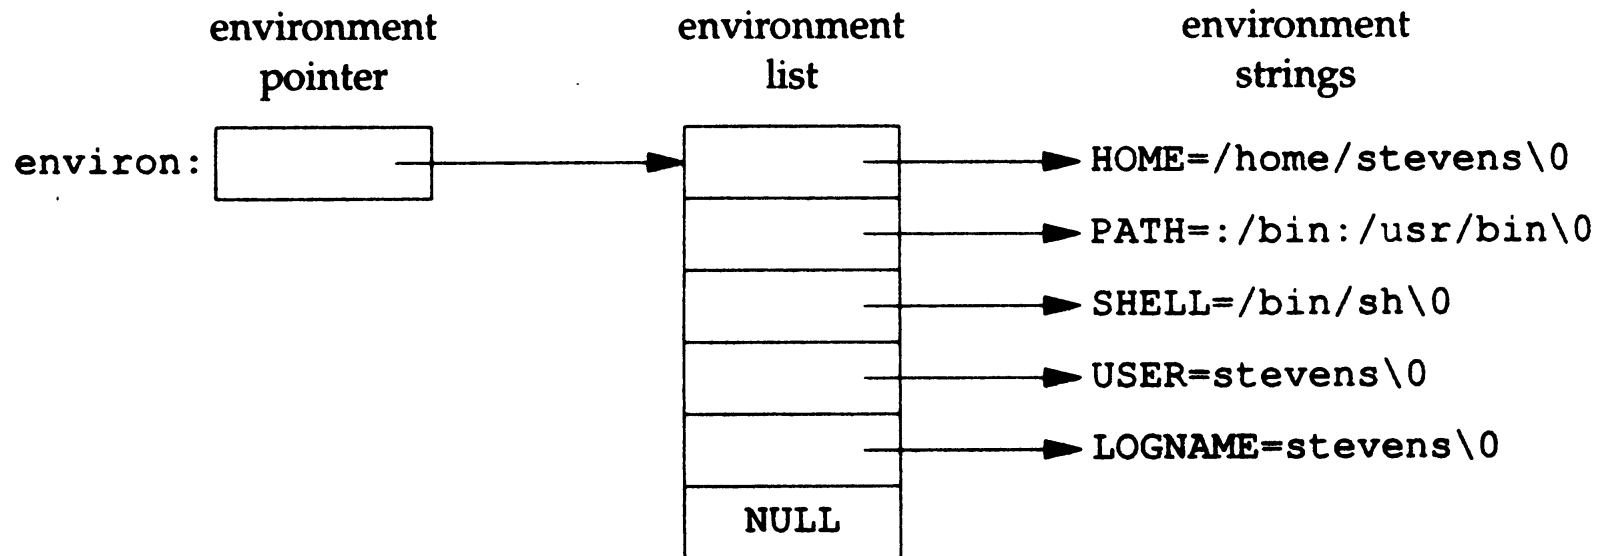 environment pointer
environment list
environment strings
environ:
HOME=/home/stevens\0
PATH=:/bin:/usr/bin\0
SHELL=/bin/sh\0
USER=stevens\0
LOGNAME=stevens\0
NULL